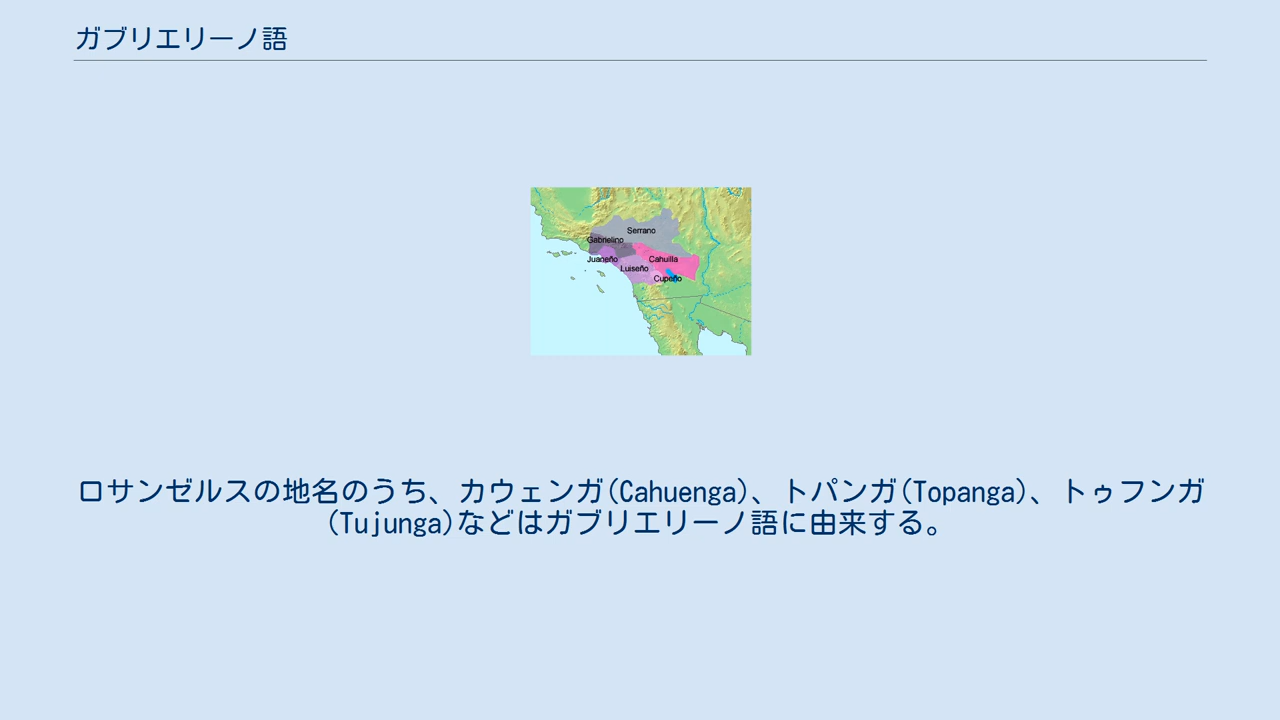 ガブリエリーノ語
Serrano
Gabrielino
Juaneño
Cahuilla
Luiseño
Cupeño
ロサンゼルスの地名のうち、カウェンガ(Cahuenga)、トパンガ(Topanga)、トゥフンガ
(Tujunga)などはガブリエリーノ語に由来する。